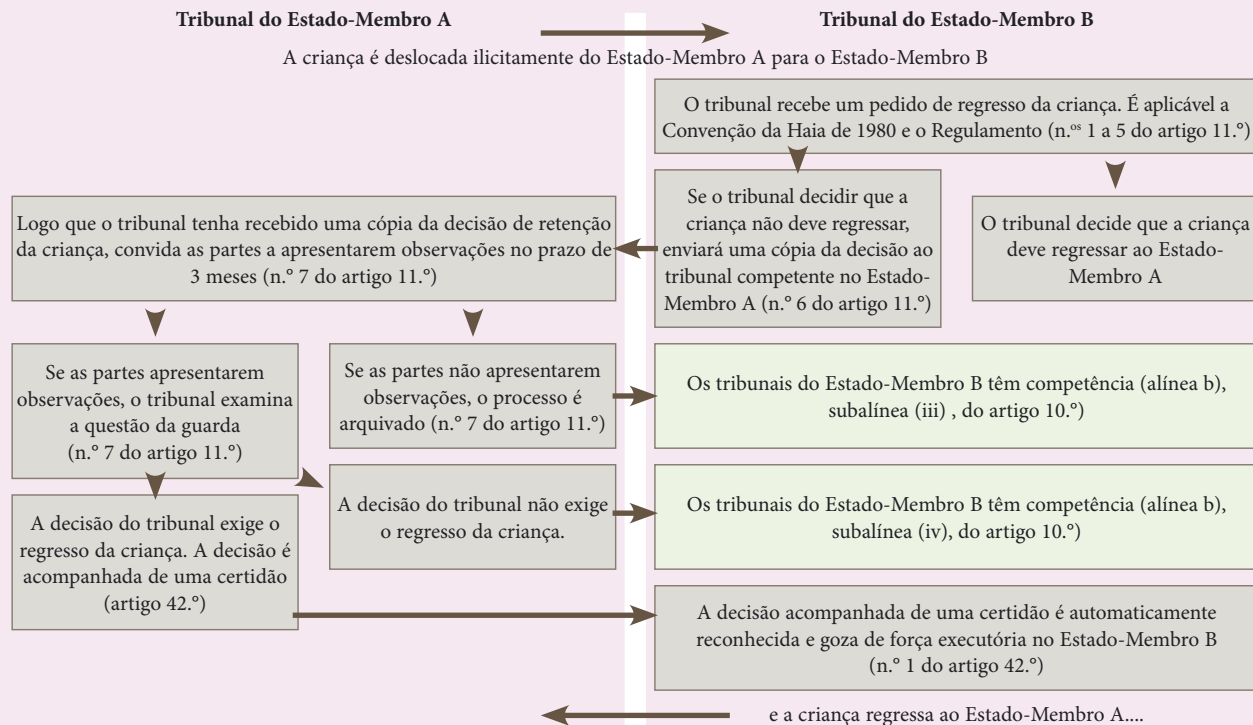 Tribunal do Estado-Membro A
Tribunal do Estado-Membro B
A criança é deslocada ilicitamente do Estado-Membro A para o Estado-Membro B
O tribunal recebe um pedido de regresso da criança. É aplicável a
Convenção da Haia de 1980 e o Regulamento (n.ºˢ 1 a 5 do artigo 11.º)
Se o tribunal decidir que a
criança não deve regressar,
enviará uma cópia da decisão ao
tribunal competente no Estado-
Membro A (n.º 6 do artigo 11.º)
O tribunal decide que a criança
deve regressar ao Estado-
Membro A
Logo que o tribunal tenha recebido uma cópia da decisão de retenção
da criança, convida as partes a apresentarem observações no prazo de
3 meses (n.º 7 do artigo 11.º)
Se as partes apresentarem
observações, o tribunal examina
a questão da guarda
(n.º 7 do artigo 11.º)
Se as partes não apresentarem
observações, o processo é
arquivado (n.º 7 do artigo 11.º)
Os tribunais do Estado-Membro B têm competência (alínea b),
subalínea (iii) , do artigo 10.º)
A decisão do tribunal exige o
regresso da criança. A decisão é
acompanhada de uma certidão
(artigo 42.º)
A decisão do tribunal não exige
o regresso da criança.
Os tribunais do Estado-Membro B têm competência (alínea b),
subalínea (iv), do artigo 10.º)
A decisão acompanhada de uma certidão é automaticamente
reconhecida e goza de força executória no Estado-Membro B
(n.º 1 do artigo 42.º)
e a criança regressa ao Estado-Membro A....